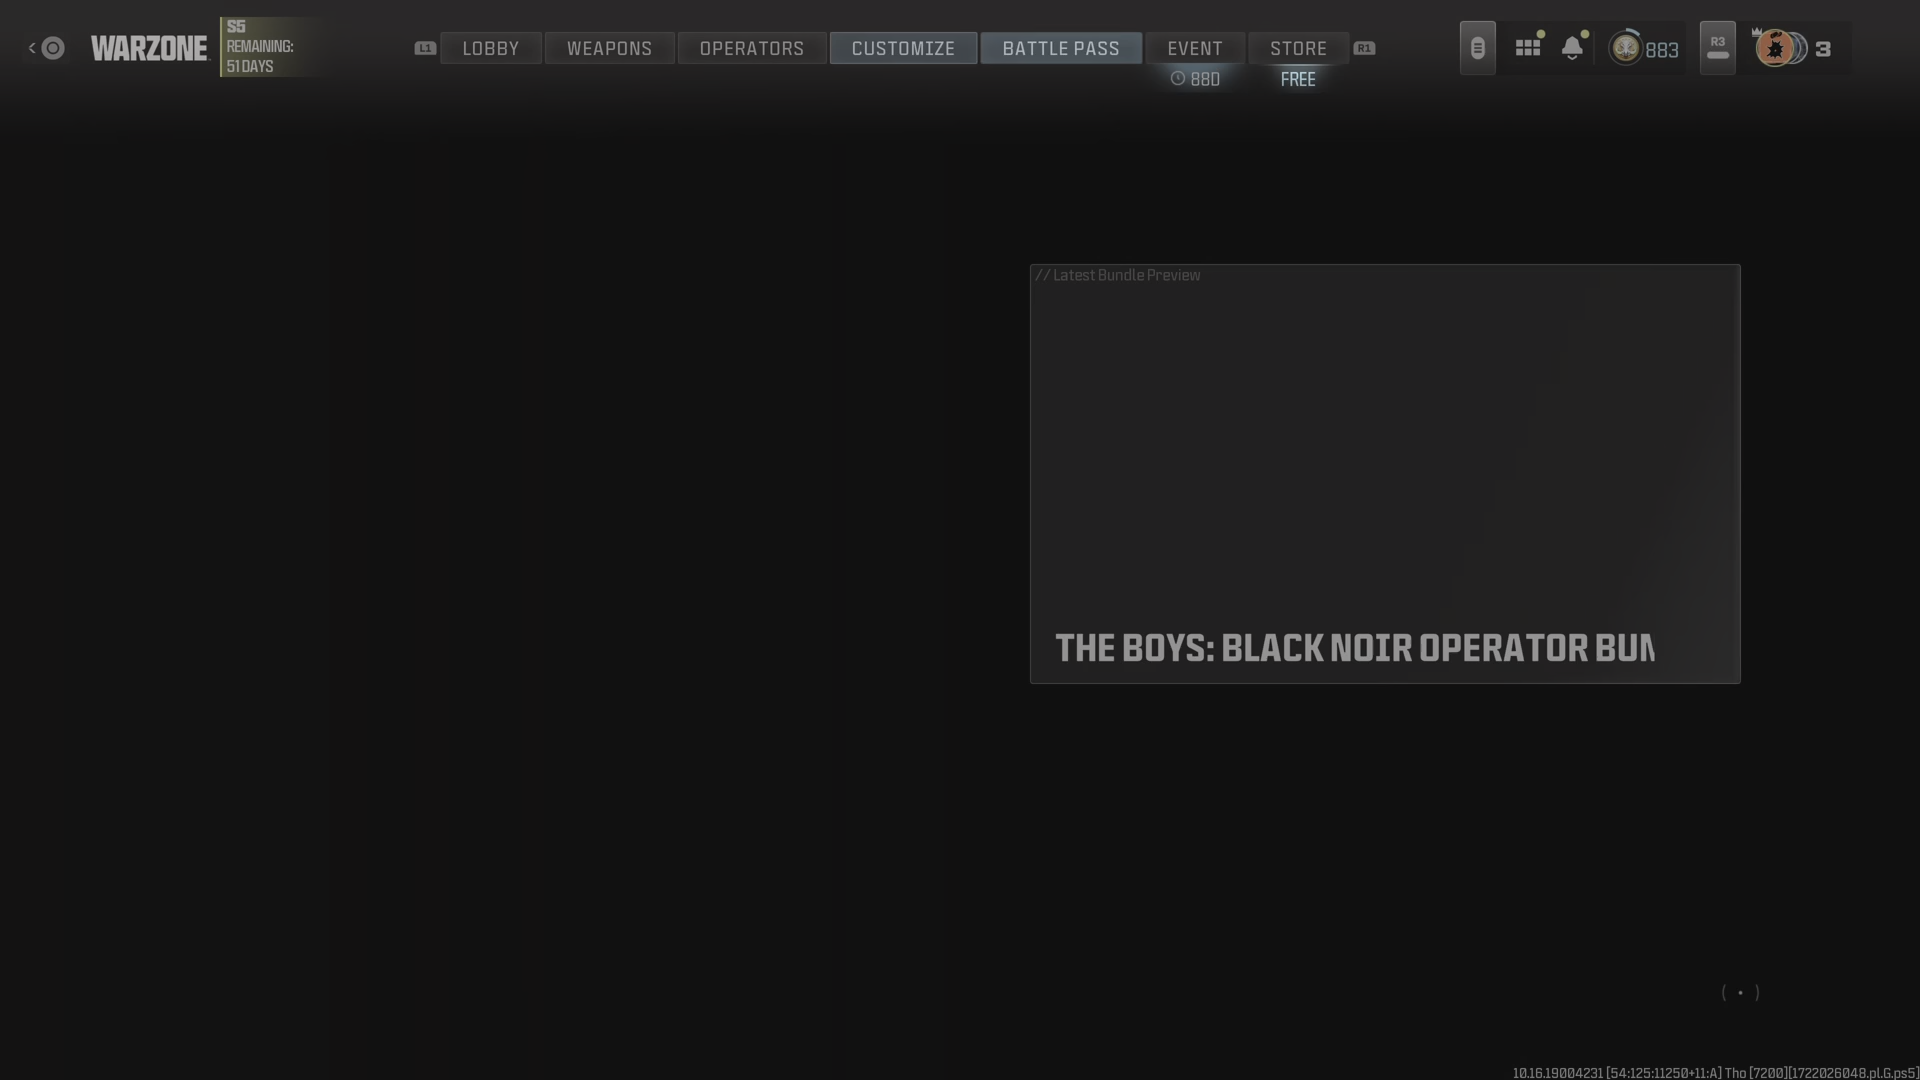 WARZONE
S5
REMAINING:
51 DAYS
L1
LOBBY
WEAPONS
OPERATORS
CUSTOMIZE
BATTLE PASS
EVENT
STORE
R1
88D
FREE
883
R3
3
// Latest Bundle Preview
THE BOYS: BLACK NOIR OPERATOR BUN
10.16.19004231 [54:125:11250+11:A] Tho [7200][1722026048.pl.G.ps5]